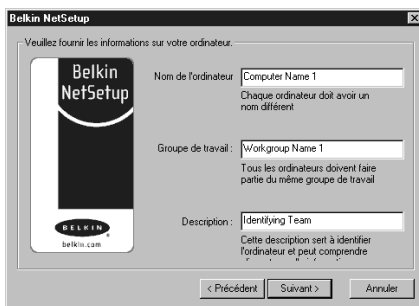 Belkin NetSetup
Veuillez fournir les informations sur votre ordinateur.
Belkin
NetSetup
BELKIN
belkin.com
Nom de l'ordinateur
Computer Name 1
Chaque ordinateur doit avoir un
nom différent
Groupe de travail :
Workgroup Name 1
Tous les ordinateurs doivent faire
partie du même groupe de travail
Description :
Identifying Team
Cette description sert à identifier
l'ordinateur et peut comprendre
< Précédent
Suivant >
Annuler